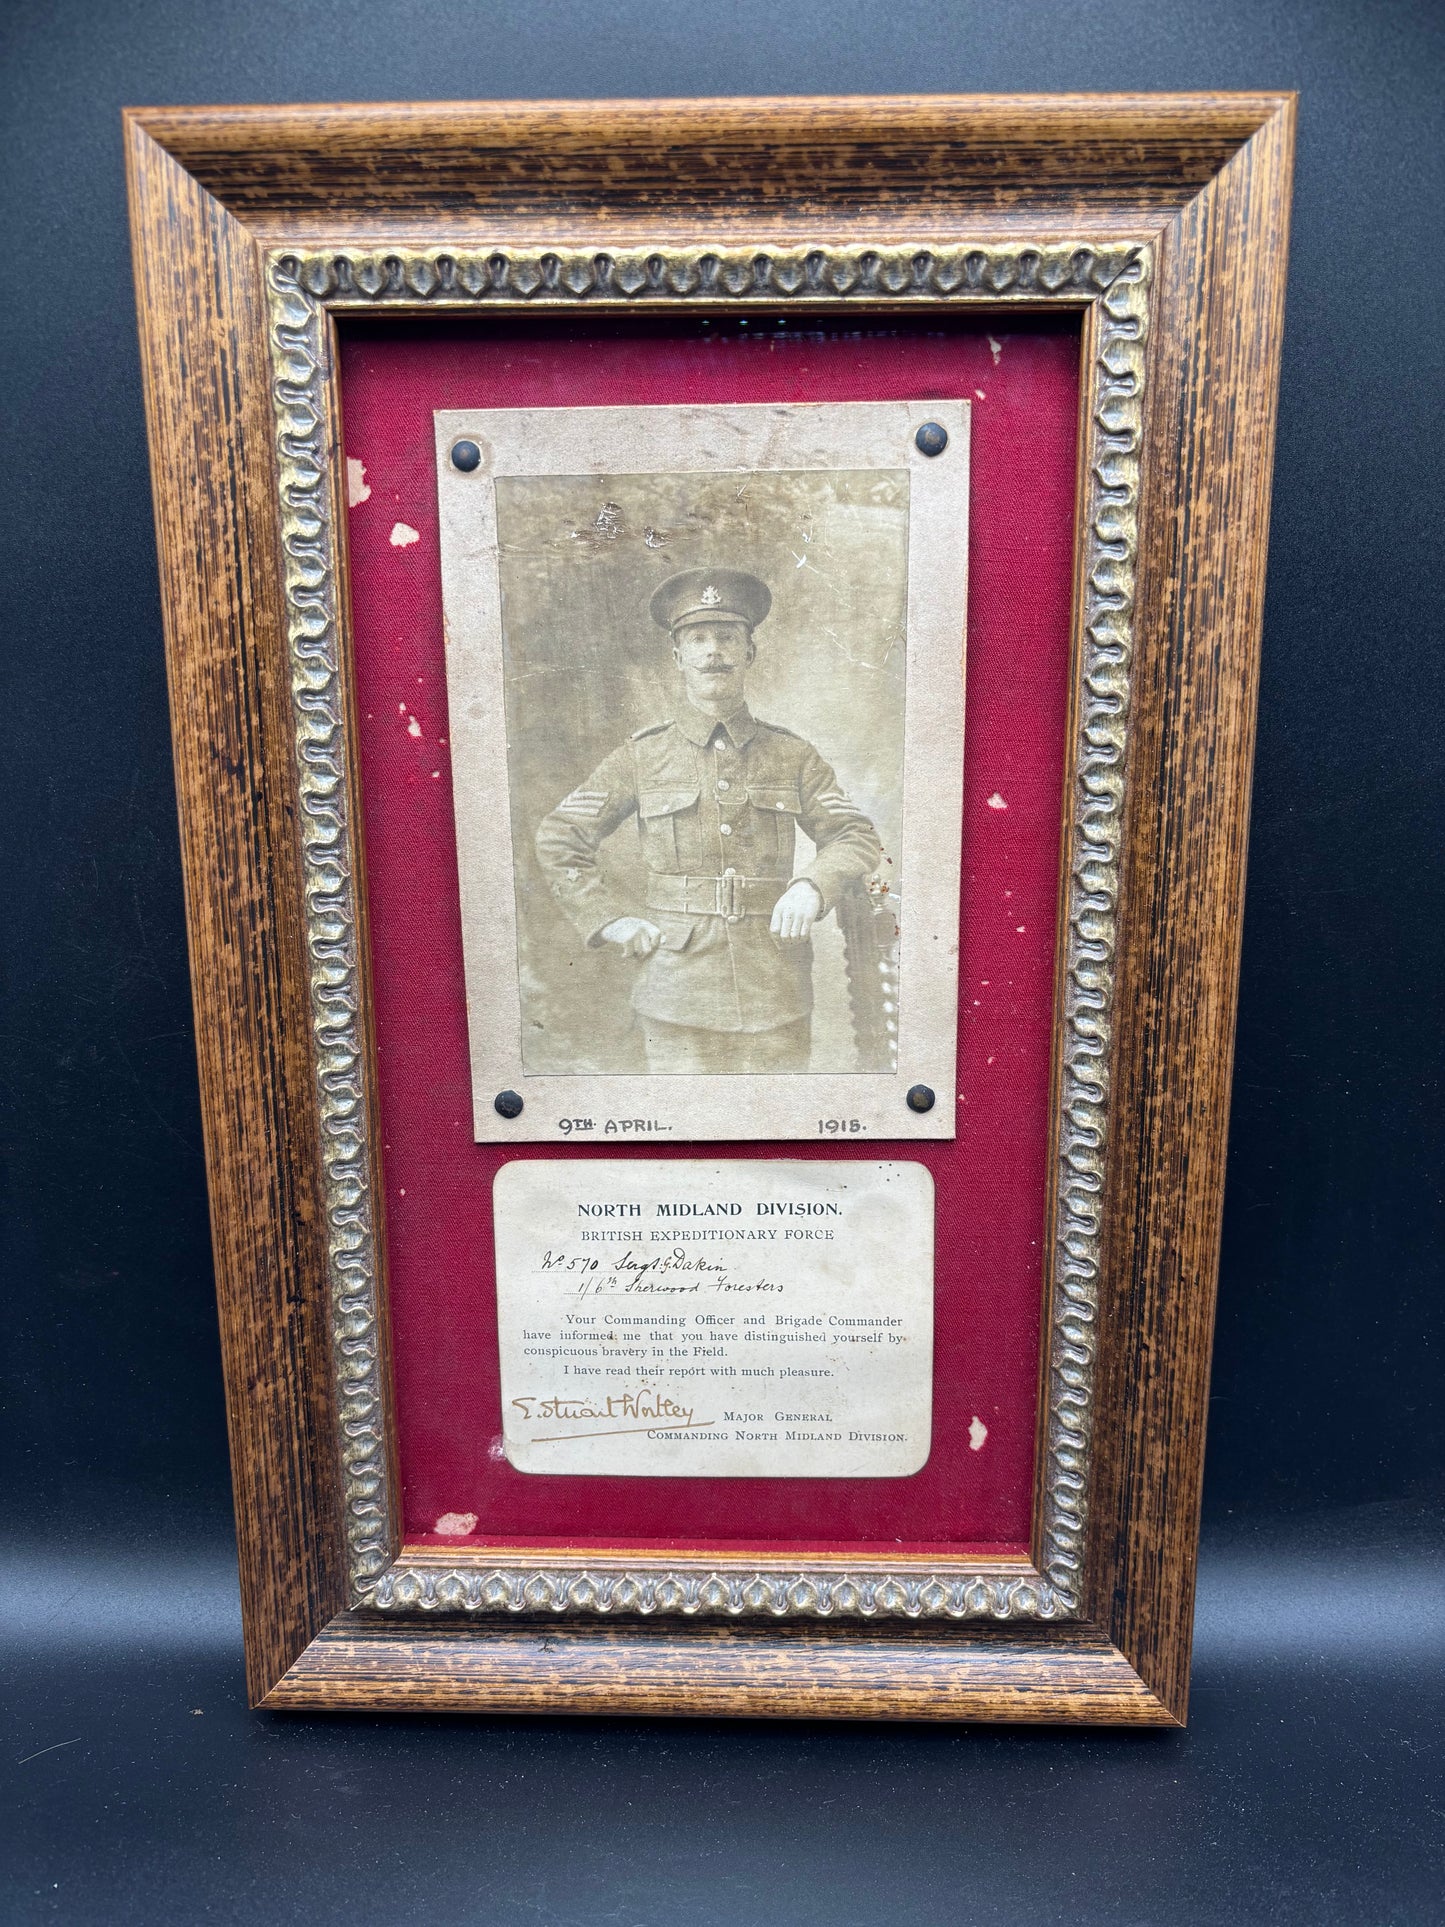 9TH. APRIL. 1915.
NORTH MIDLAND DIVISION.
BRITISH EXPEDITIONARY FORCE
No 570 Sergt. G. Dakin
1/6th Sherwood Foresters
Your Commanding Officer and Brigade Commander
have informed me that you have distinguished yourself by
conspicuous bravery in the Field.
I have read their report with much pleasure.
E. Stuart Wortley MAJOR GENERAL
COMMANDING NORTH MIDLAND DIVISION.